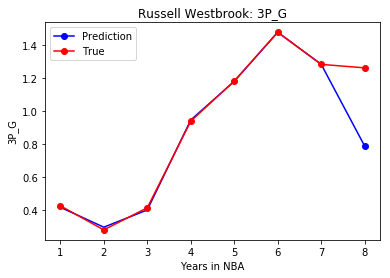 Russell Westbrook: 3P_G
Prediction
True
3P_G
1.4
1.2
1.0
0.8
0.6
0.4
1 2 3 4 5 6 7 8
Years in NBA